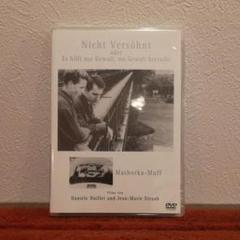 Nicht Versöhnt
oder
Es hilft nur Gewalt, wo Gewalt herrscht
Machorka-Muff
Filme von
Danièle Huillet und Jean-Marie Straub
DVD